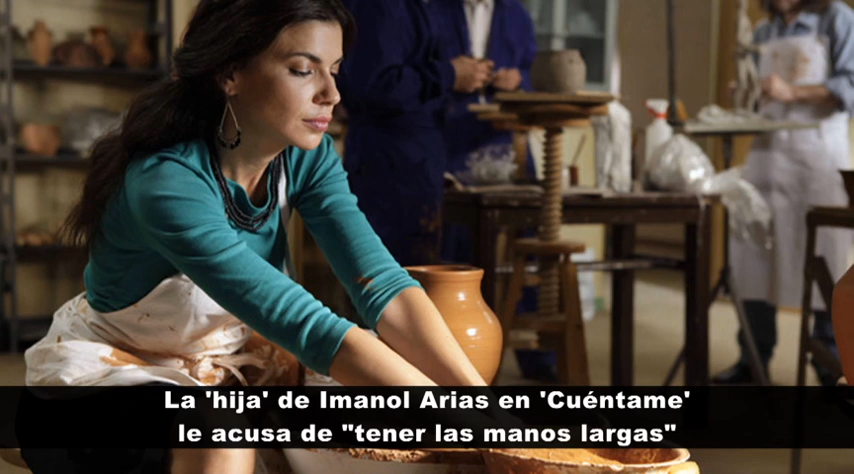 La 'hija' de Imanol Arias en 'Cuéntame'
le acusa de "tener las manos largas"